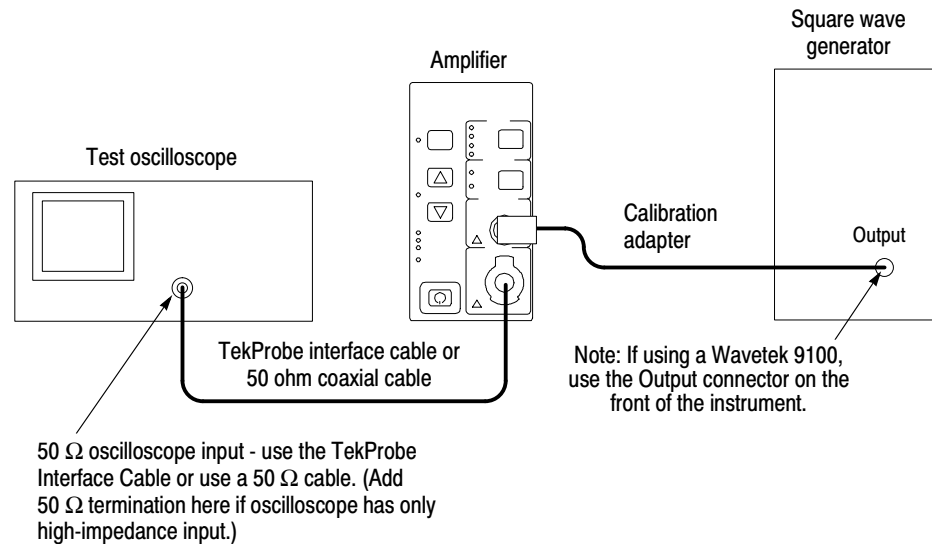 Square wave
generator
Amplifier
Test oscilloscope
Calibration
adapter
Output
TekProbe interface cable or
50 ohm coaxial cable
Note: If using a Wavetek 9100,
use the Output connector on the
front of the instrument.
50 Ω oscilloscope input - use the TekProbe
Interface Cable or use a 50 Ω cable. (Add
50 Ω termination here if oscilloscope has only
high-impedance input.)